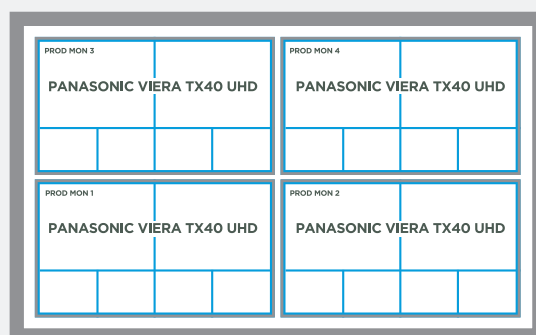 PROD MON 3
PANASONIC VIERA TX40 UHD
PROD MON 4
PANASONIC VIERA TX40 UHD
PROD MON 1
PANASONIC VIERA TX40 UHD
PROD MON 2
PANASONIC VIERA TX40 UHD